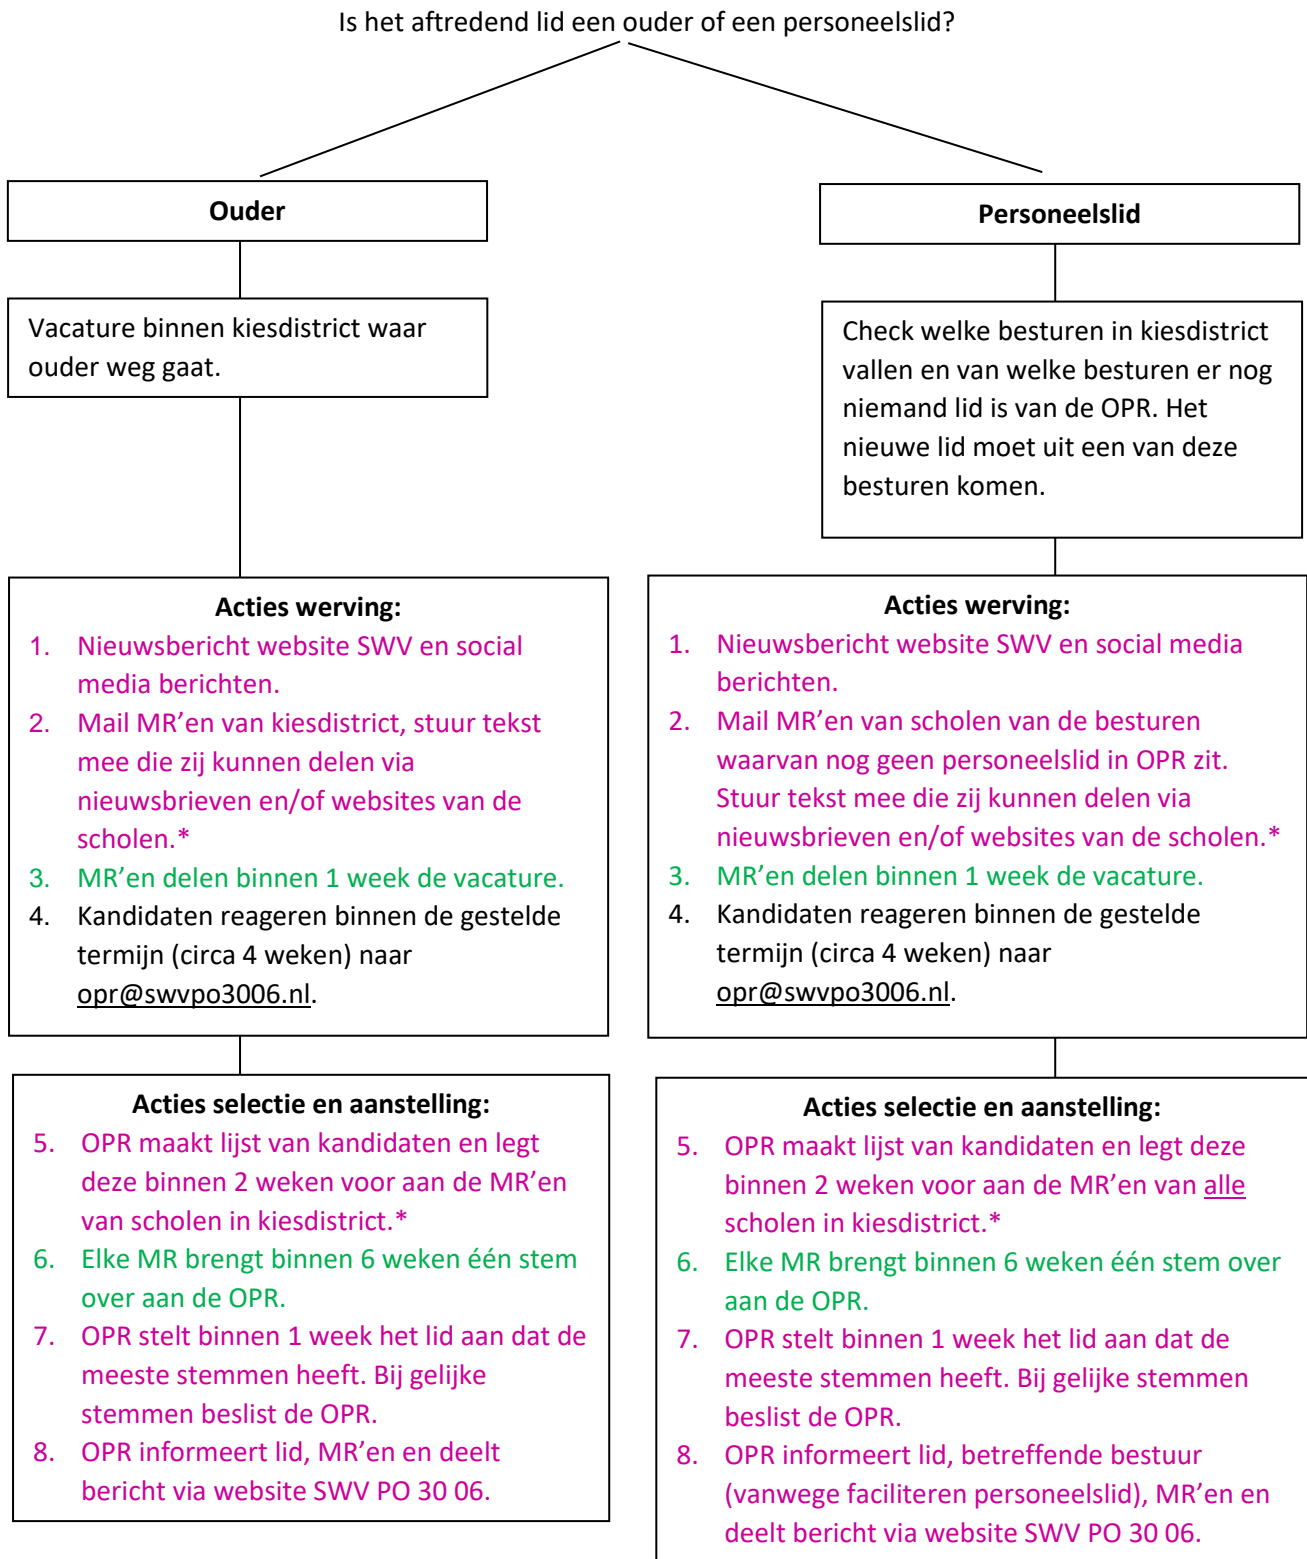 Is het aftredend lid een ouder of een personeelslid?
Ouder
Vacature binnen kiesdistrict waar
ouder weg gaat.
Acties werving:
1. Nieuwsbericht website SWV en social
media berichten.
2. Mail MR’en van kiesdistrict, stuur tekst
mee die zij kunnen delen via
nieuwsbrieven en/of websites van de
scholen.*
3. MR’en delen binnen 1 week de vacature.
4. Kandidaten reageren binnen de gestelde
termijn (circa 4 weken) naar
opr@swvpo3006.nl.
Acties selectie en aanstelling:
5. OPR maakt lijst van kandidaten en legt
deze binnen 2 weken voor aan de MR’en
van scholen in kiesdistrict.*
6. Elke MR brengt binnen 6 weken één stem
over aan de OPR.
7. OPR stelt binnen 1 week het lid aan dat de
meeste stemmen heeft. Bij gelijke
stemmen beslist de OPR.
8. OPR informeert lid, MR’en en deelt
bericht via website SWV PO 30 06.
Personeelslid
Check welke besturen in kiesdistrict
vallen en van welke besturen er nog
niemand lid is van de OPR. Het
nieuwe lid moet uit een van deze
besturen komen.
Acties werving:
1. Nieuwsbericht website SWV en social media
berichten.
2. Mail MR’en van scholen van de besturen
waarvan nog geen personeelslid in OPR zit.
Stuur tekst mee die zij kunnen delen via
nieuwsbrieven en/of websites van de scholen.*
3. MR’en delen binnen 1 week de vacature.
4. Kandidaten reageren binnen de gestelde
termijn (circa 4 weken) naar
opr@swvpo3006.nl.
Acties selectie en aanstelling:
5. OPR maakt lijst van kandidaten en legt deze
binnen 2 weken voor aan de MR’en van alle
scholen in kiesdistrict.*
6. Elke MR brengt binnen 6 weken één stem over
aan de OPR.
7. OPR stelt binnen 1 week het lid aan dat de
meeste stemmen heeft. Bij gelijke stemmen
beslist de OPR.
8. OPR informeert lid, betreffende bestuur
(vanwege faciliteren personeelslid), MR’en en
deelt bericht via website SWV PO 30 06.